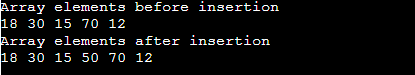 Array elements before insertion
18 30 15 70 12
Array elements after insertion
18 30 15 50 70 12